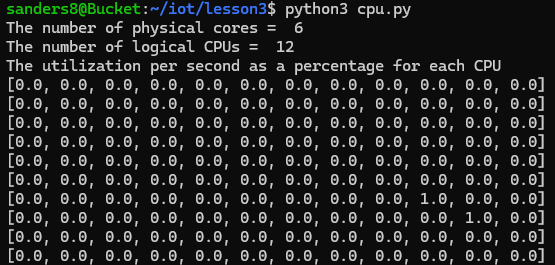 sanders8@Bucket:~/iot/lesson3$ python3 cpu.py
The number of physical cores =  6
The number of logical CPUs =  12
The utilization per second as a percentage for each CPU
[0.0, 0.0, 0.0, 0.0, 0.0, 0.0, 0.0, 0.0, 0.0, 0.0, 0.0, 0.0]
[0.0, 0.0, 0.0, 0.0, 0.0, 0.0, 0.0, 0.0, 0.0, 0.0, 0.0, 0.0]
[0.0, 0.0, 0.0, 0.0, 0.0, 0.0, 0.0, 0.0, 0.0, 0.0, 0.0, 0.0]
[0.0, 0.0, 0.0, 0.0, 0.0, 0.0, 0.0, 0.0, 0.0, 0.0, 0.0, 0.0]
[0.0, 0.0, 0.0, 0.0, 0.0, 0.0, 0.0, 0.0, 0.0, 0.0, 0.0, 0.0]
[0.0, 0.0, 0.0, 0.0, 0.0, 0.0, 0.0, 0.0, 0.0, 0.0, 0.0, 0.0]
[0.0, 0.0, 0.0, 0.0, 0.0, 0.0, 0.0, 0.0, 0.0, 1.0, 0.0, 0.0]
[0.0, 0.0, 0.0, 0.0, 0.0, 0.0, 0.0, 0.0, 0.0, 0.0, 1.0, 0.0]
[0.0, 0.0, 0.0, 0.0, 0.0, 0.0, 0.0, 0.0, 0.0, 0.0, 0.0, 0.0]
[0.0, 0.0, 0.0, 0.0, 0.0, 0.0, 0.0, 0.0, 0.0, 0.0, 0.0, 0.0]